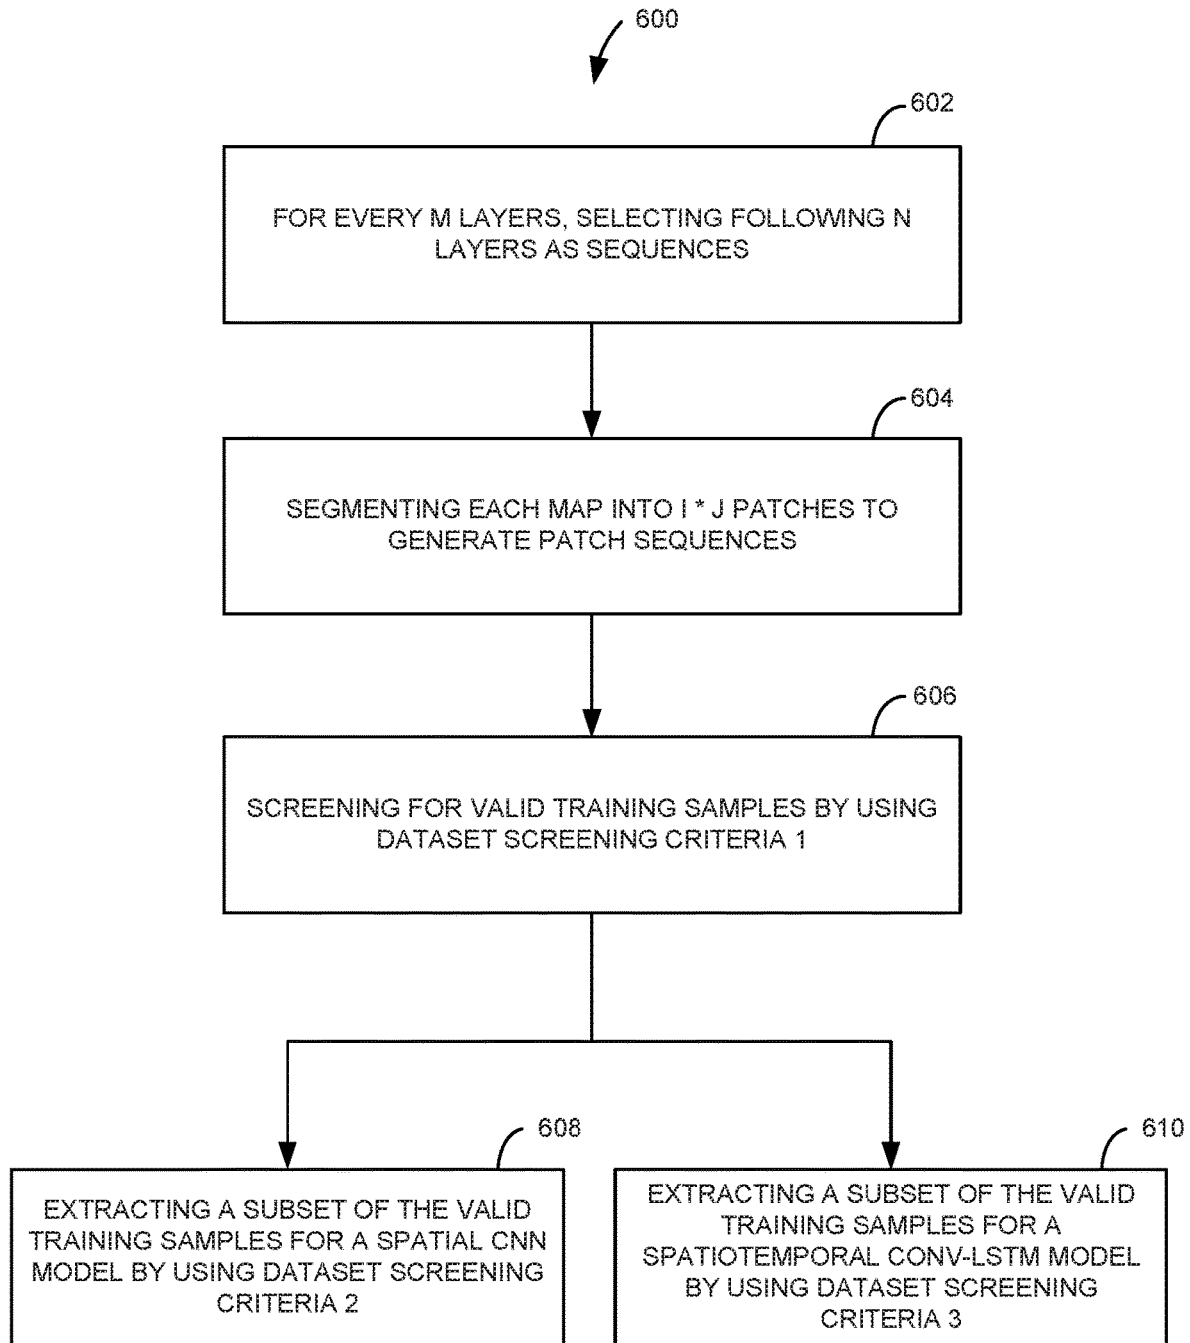 600
602
FOR EVERY M LAYERS, SELECTING FOLLOWING N
LAYERS AS SEQUENCES
604
SEGMENTING EACH MAP INTO I * J PATCHES TO
GENERATE PATCH SEQUENCES
606
SCREENING FOR VALID TRAINING SAMPLES BY USING
DATASET SCREENING CRITERIA 1
608
EXTRACTING A SUBSET OF THE VALID
TRAINING SAMPLES FOR A SPATIAL CNN
MODEL BY USING DATASET SCREENING
CRITERIA 2
610
EXTRACTING A SUBSET OF THE VALID
TRAINING SAMPLES FOR A
SPATIOTEMPORAL CONV-LSTM MODEL
BY USING DATASET SCREENING
CRITERIA 3